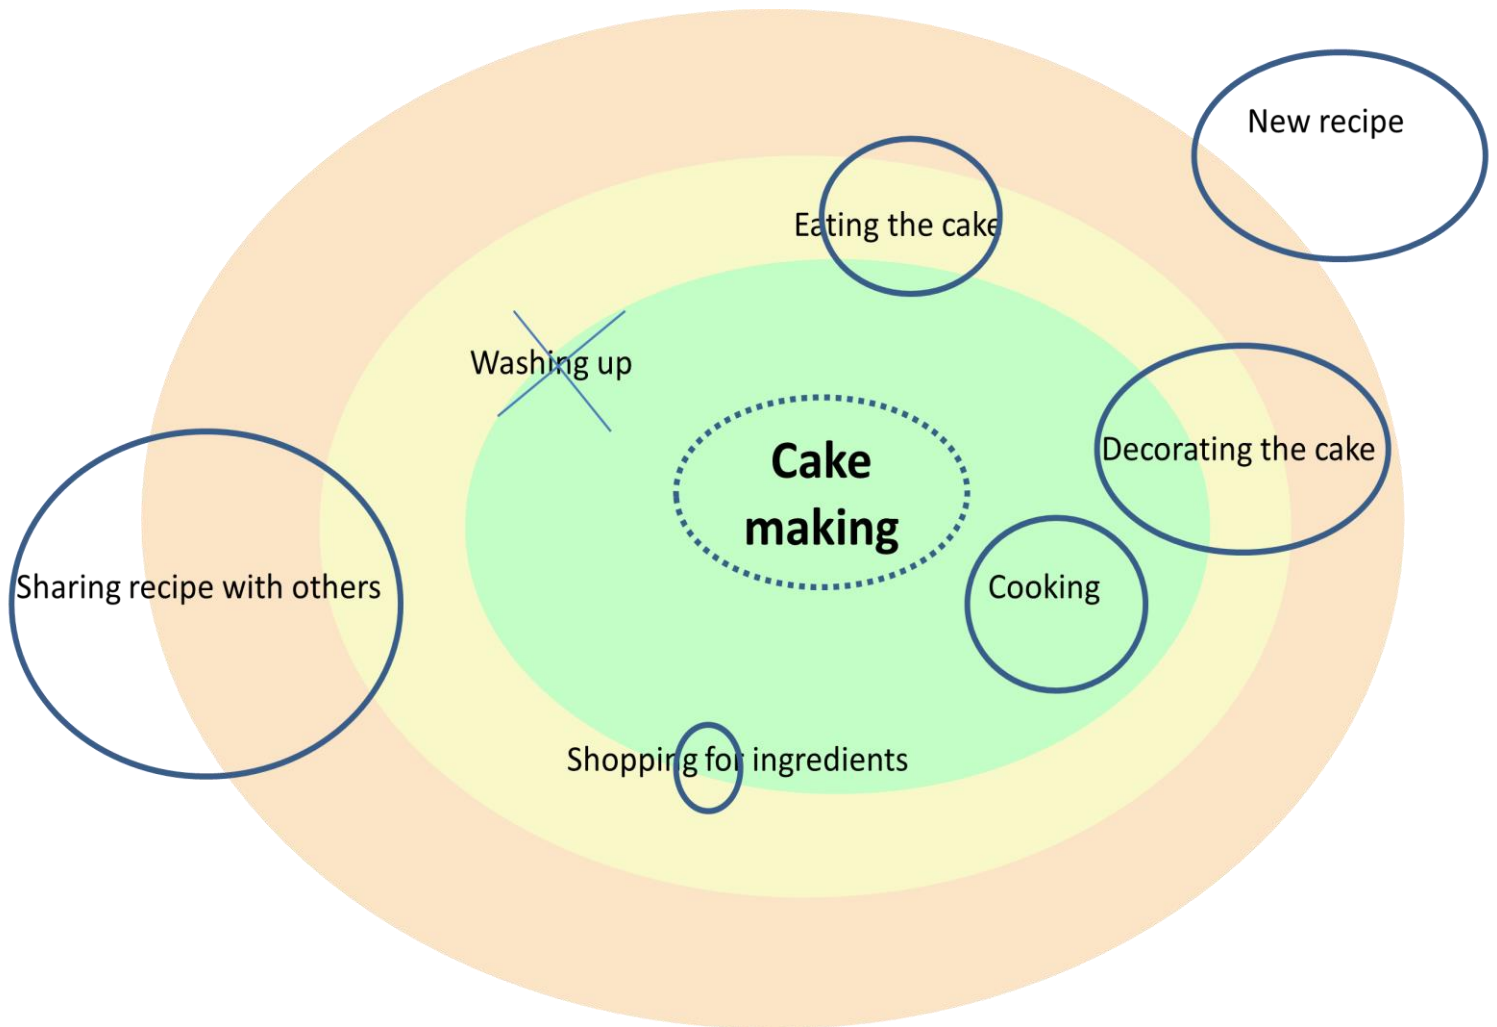 New recipe
Eating the cake
Washing up
Decorating the cake
Cake
making
Cooking
Sharing recipe with others
Shopping for ingredients